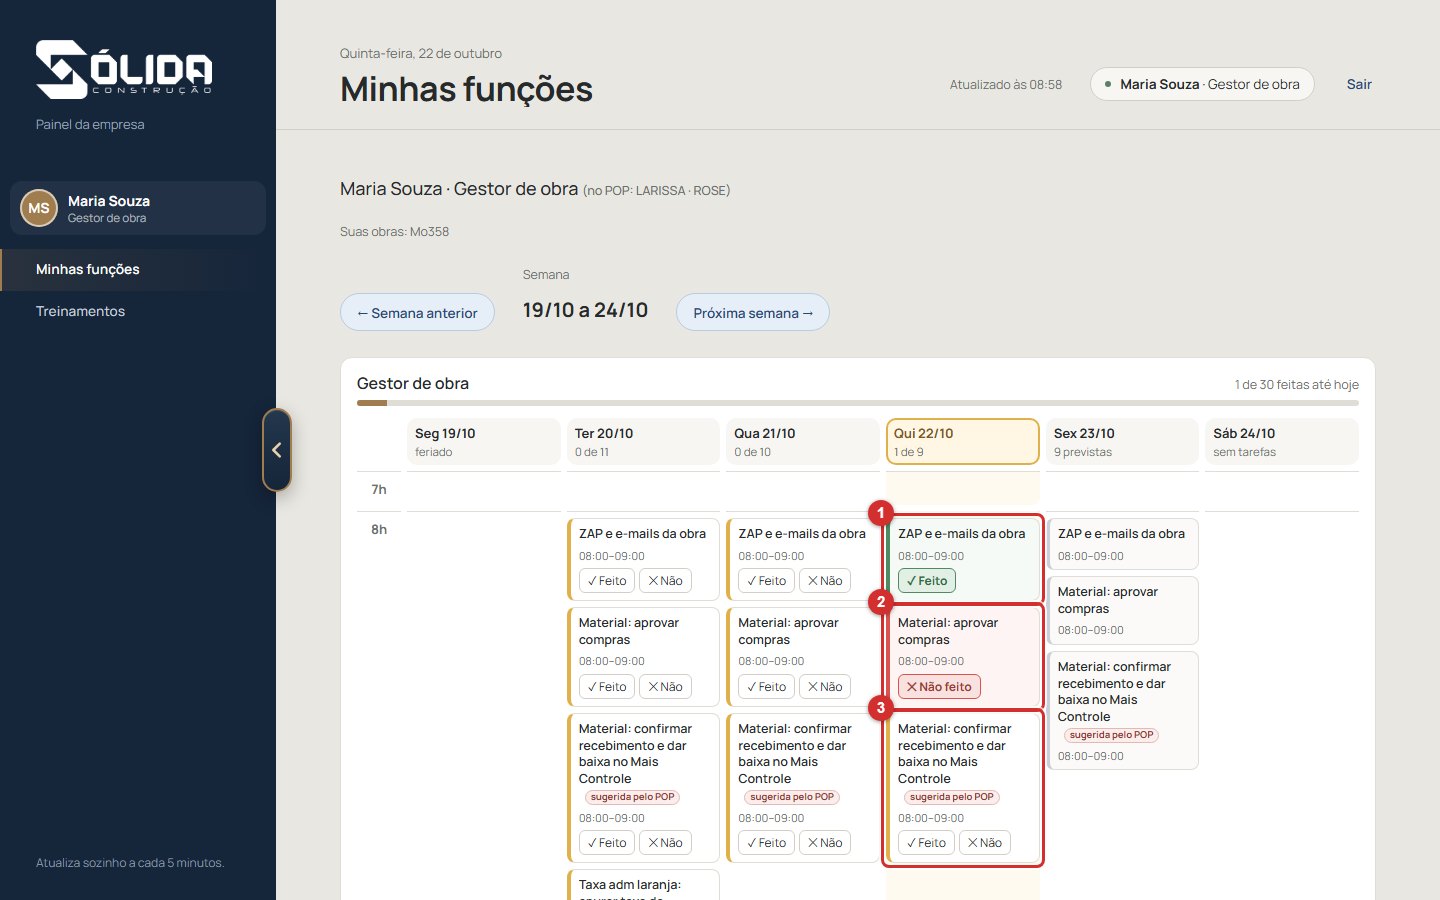 SÓLIDA
CONSTRUÇÃO
Painel da empresa
MS
Maria Souza
Gestor de obra
Minhas funções
Treinamentos
Atualiza sozinho a cada 5 minutos.
Quinta-feira, 22 de outubro
Minhas funções
Atualizado às 08:58
Maria Souza · Gestor de obra
Sair
Maria Souza · Gestor de obra (no POP: LARISSA · ROSE)
Suas obras: Mo358
Semana
← Semana anterior
19/10 a 24/10
Próxima semana →
Gestor de obra
1 de 30 feitas até hoje
Seg 19/10
feriado
Ter 20/10
0 de 11
Qua 21/10
0 de 10
Qui 22/10
1 de 9
Sex 23/10
9 previstas
Sáb 24/10
sem tarefas
7h
8h
ZAP e e-mails da obra
08:00–09:00
✓ Feito
✕ Não
Material: aprovar
compras
08:00–09:00
✓ Feito
✕ Não
Material: confirmar
recebimento e dar
baixa no Mais
Controle
sugerida pelo POP
08:00–09:00
✓ Feito
✕ Não
Taxa adm laranja:
ZAP e e-mails da obra
08:00–09:00
✓ Feito
✕ Não
Material: aprovar
compras
08:00–09:00
✓ Feito
✕ Não
Material: confirmar
recebimento e dar
baixa no Mais
Controle
sugerida pelo POP
08:00–09:00
✓ Feito
✕ Não
1
ZAP e e-mails da obra
08:00–09:00
✓ Feito
2
Material: aprovar
compras
08:00–09:00
✕ Não feito
3
Material: confirmar
recebimento e dar
baixa no Mais
Controle
sugerida pelo POP
08:00–09:00
✓ Feito
✕ Não
ZAP e e-mails da obra
08:00–09:00
Material: aprovar
compras
08:00–09:00
Material: confirmar
recebimento e dar
baixa no Mais
Controle
sugerida pelo POP
08:00–09:00